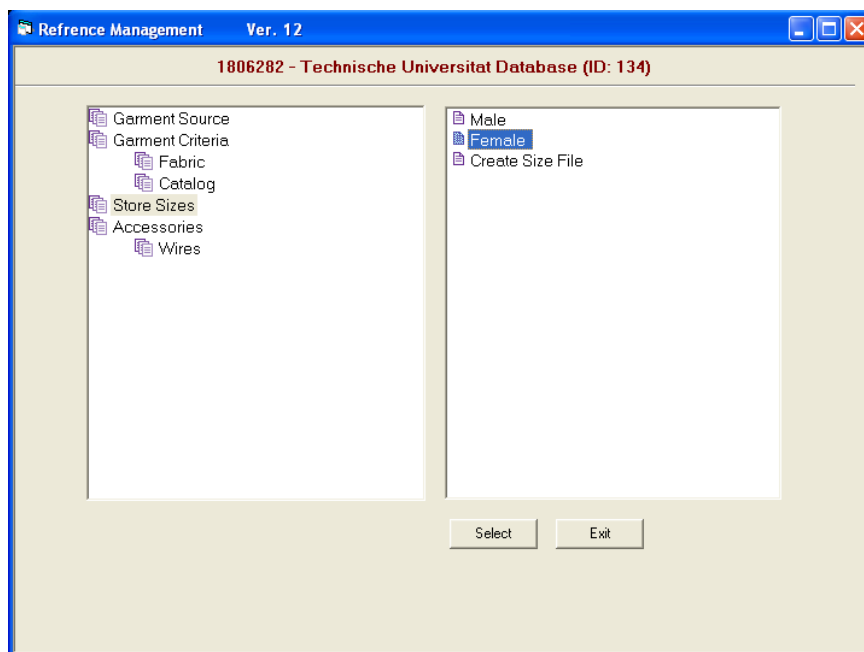 Refrence Management Ver. 12
1806282 - Technische Universitat Database (ID: 134)
Garment Source
Garment Criteria
Fabric
Catalog
Store Sizes
Accessories
Wires
Male
Female
Create Size File
Select
Exit